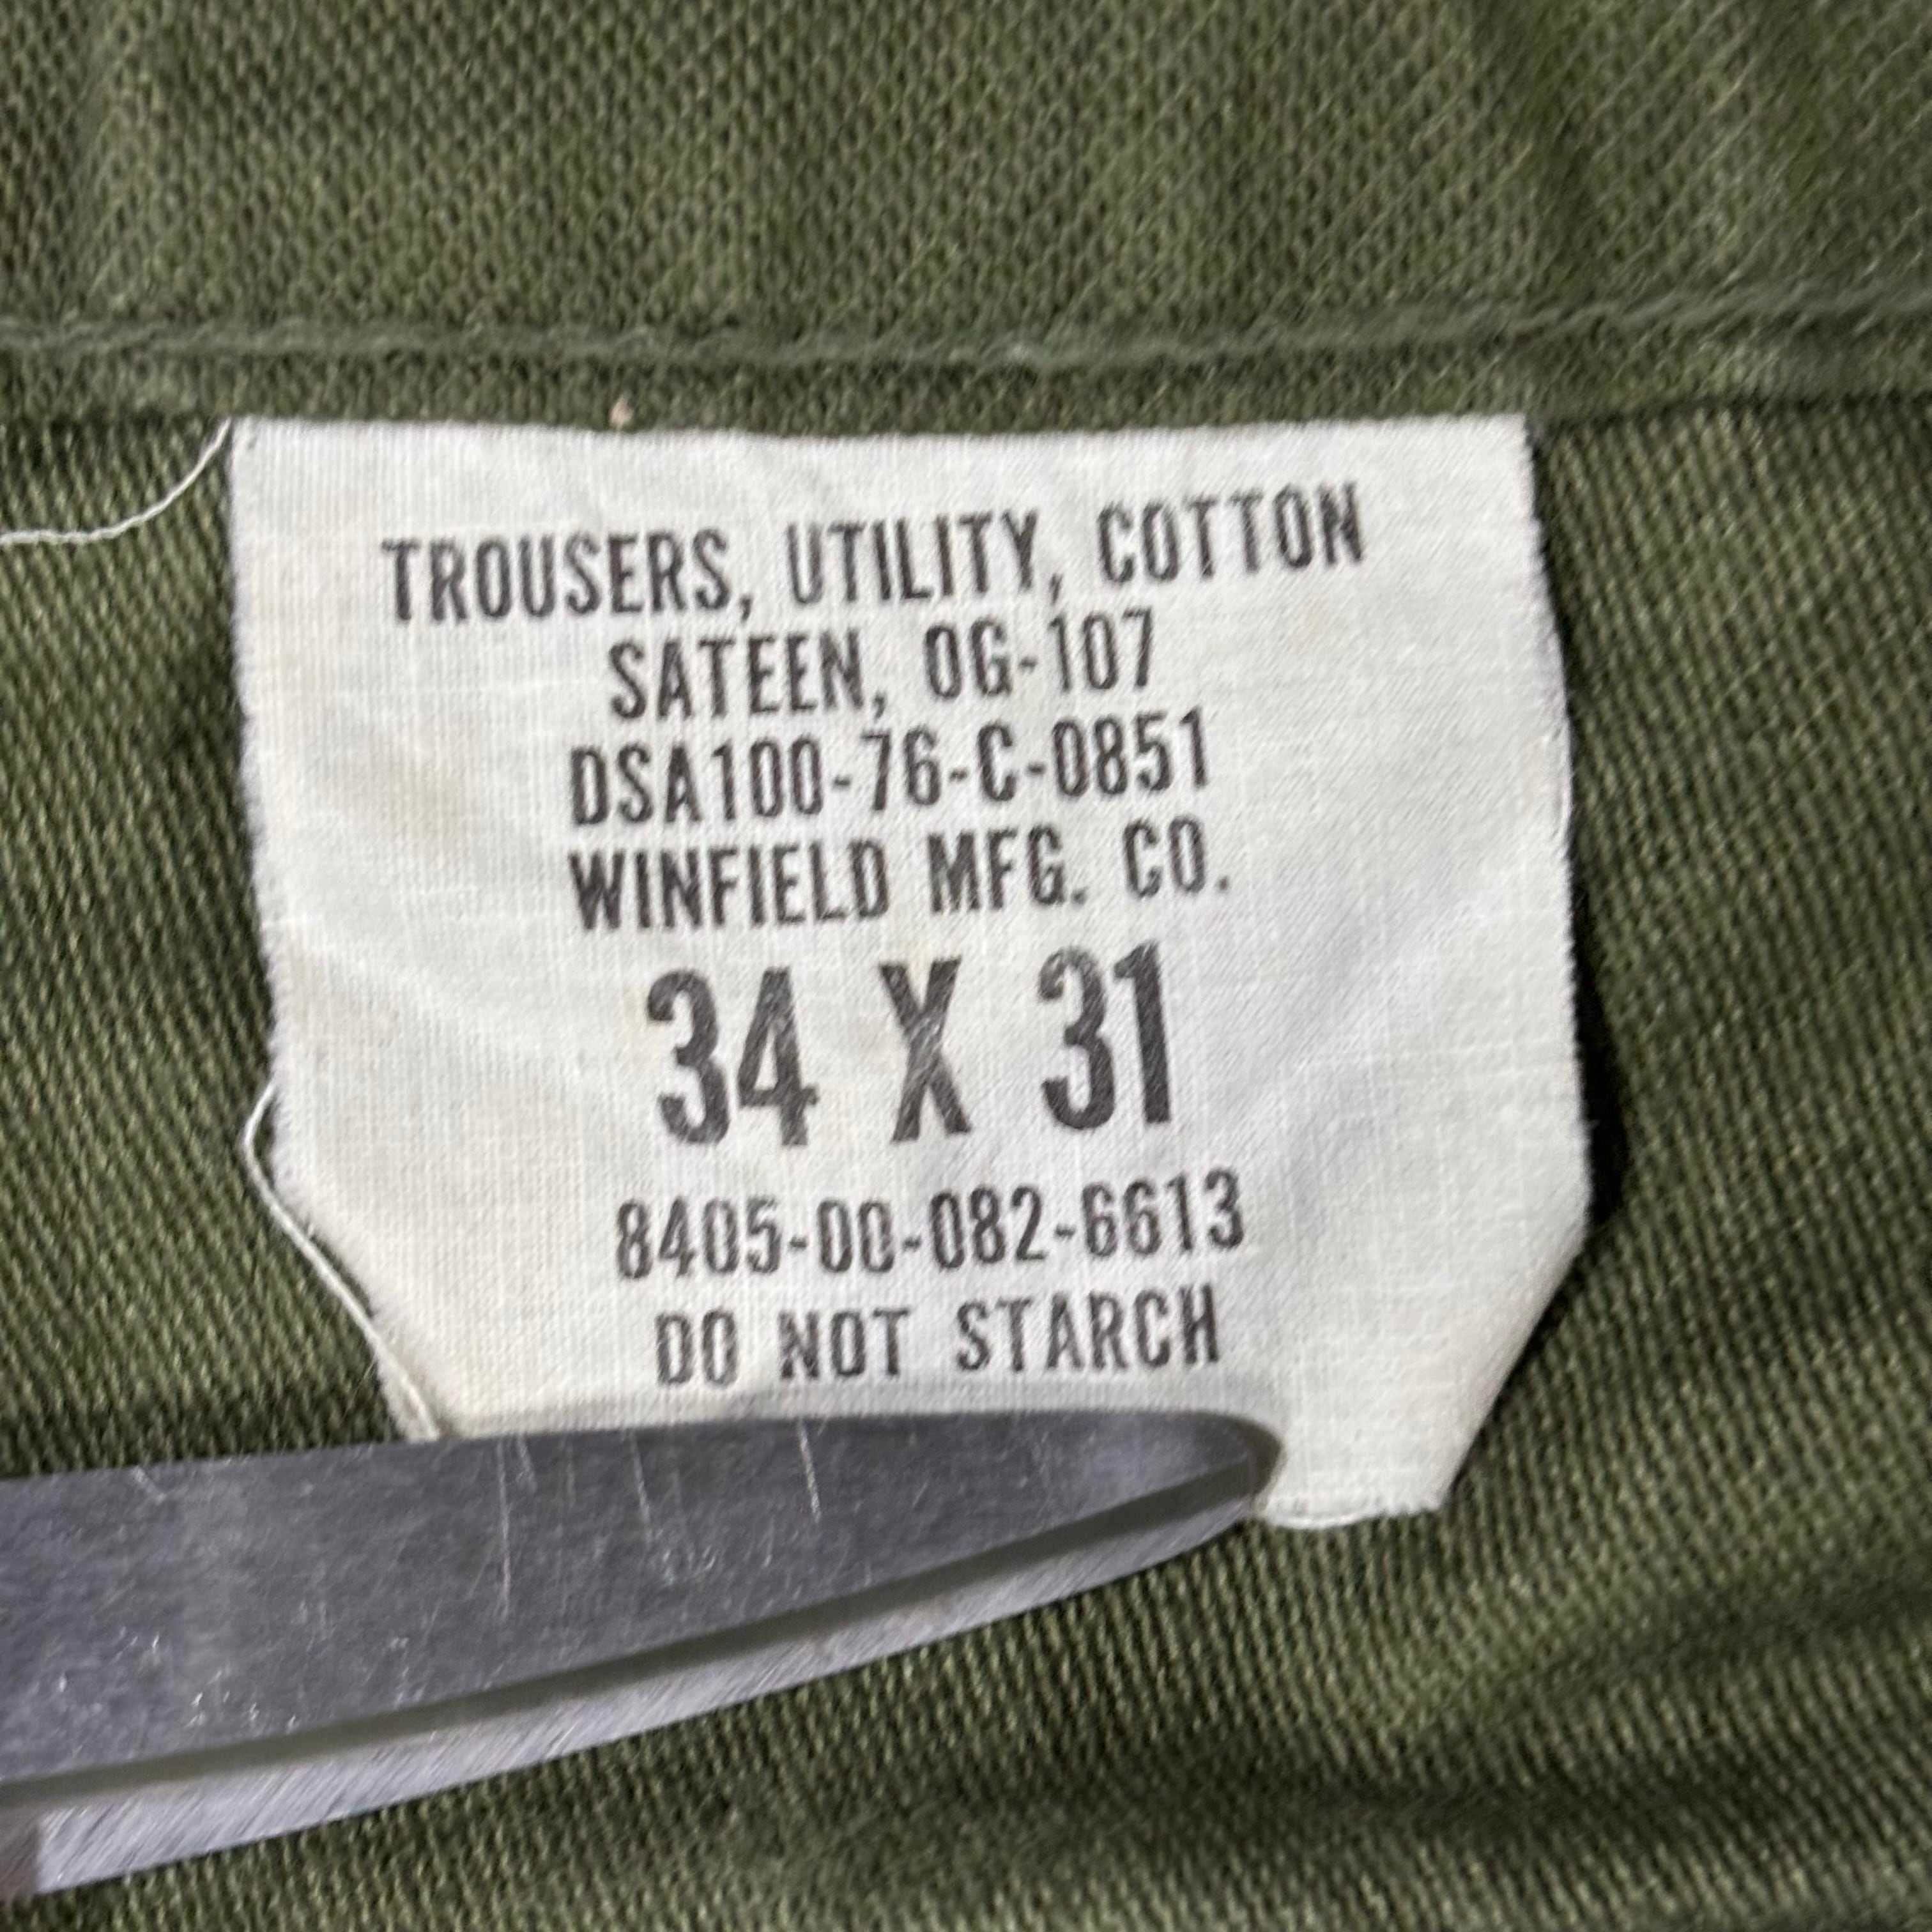 TROUSERS, UTILITY, COTTON
SATEEN, OG-107
DSA100-76-C-0851
WINFIELD MFG. CO.
34 X 31
8405-00-082-6613
DO NOT STARCH